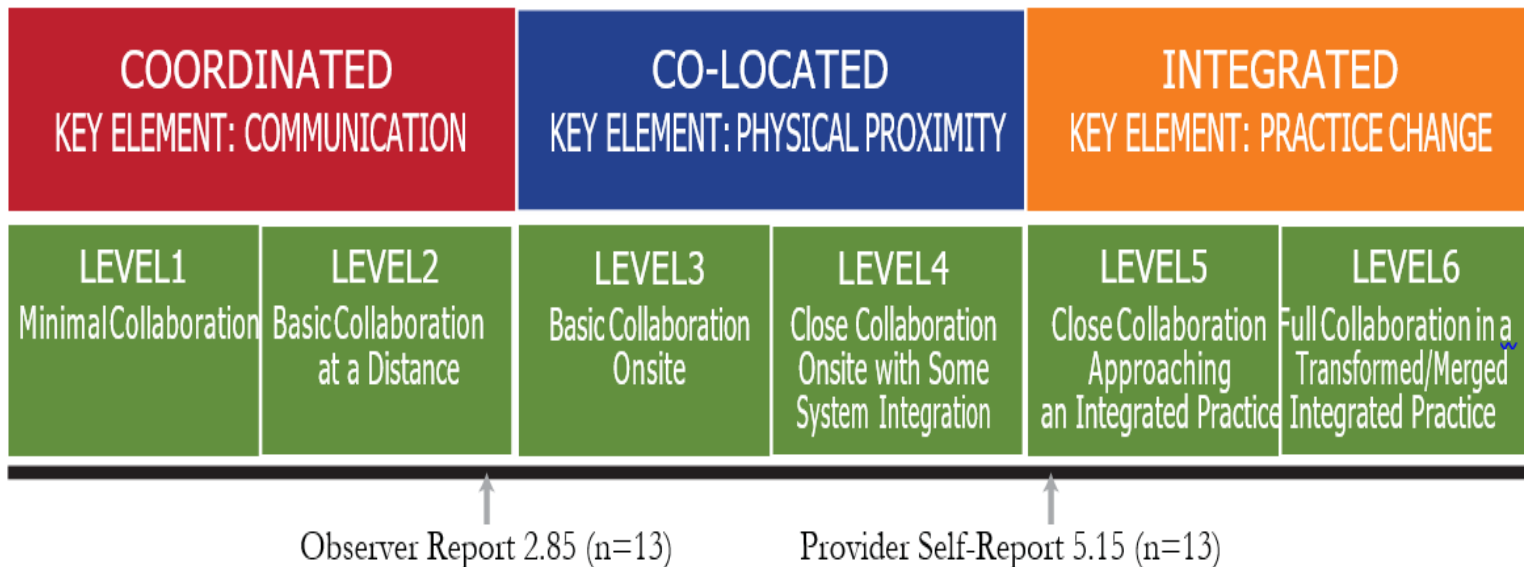 COORDINATED
KEY ELEMENT: COMMUNICATION
CO-LOCATED
KEY ELEMENT: PHYSICAL PROXIMITY
INTEGRATED
KEY ELEMENT: PRACTICE CHANGE
LEVEL1
Minimal Collaboration
LEVEL2
Basic Collaboration
at a Distance
LEVEL3
Basic Collaboration
Onsite
LEVEL4
Close Collaboration
Onsite with Some
System Integration
LEVEL5
Close Collaboration
Approaching
an Integrated Practice
LEVEL6
Full Collaboration in a
Transformed/Merged
Integrated Practice
Observer Report 2.85 (n=13)
Provider Self-Report 5.15 (n=13)